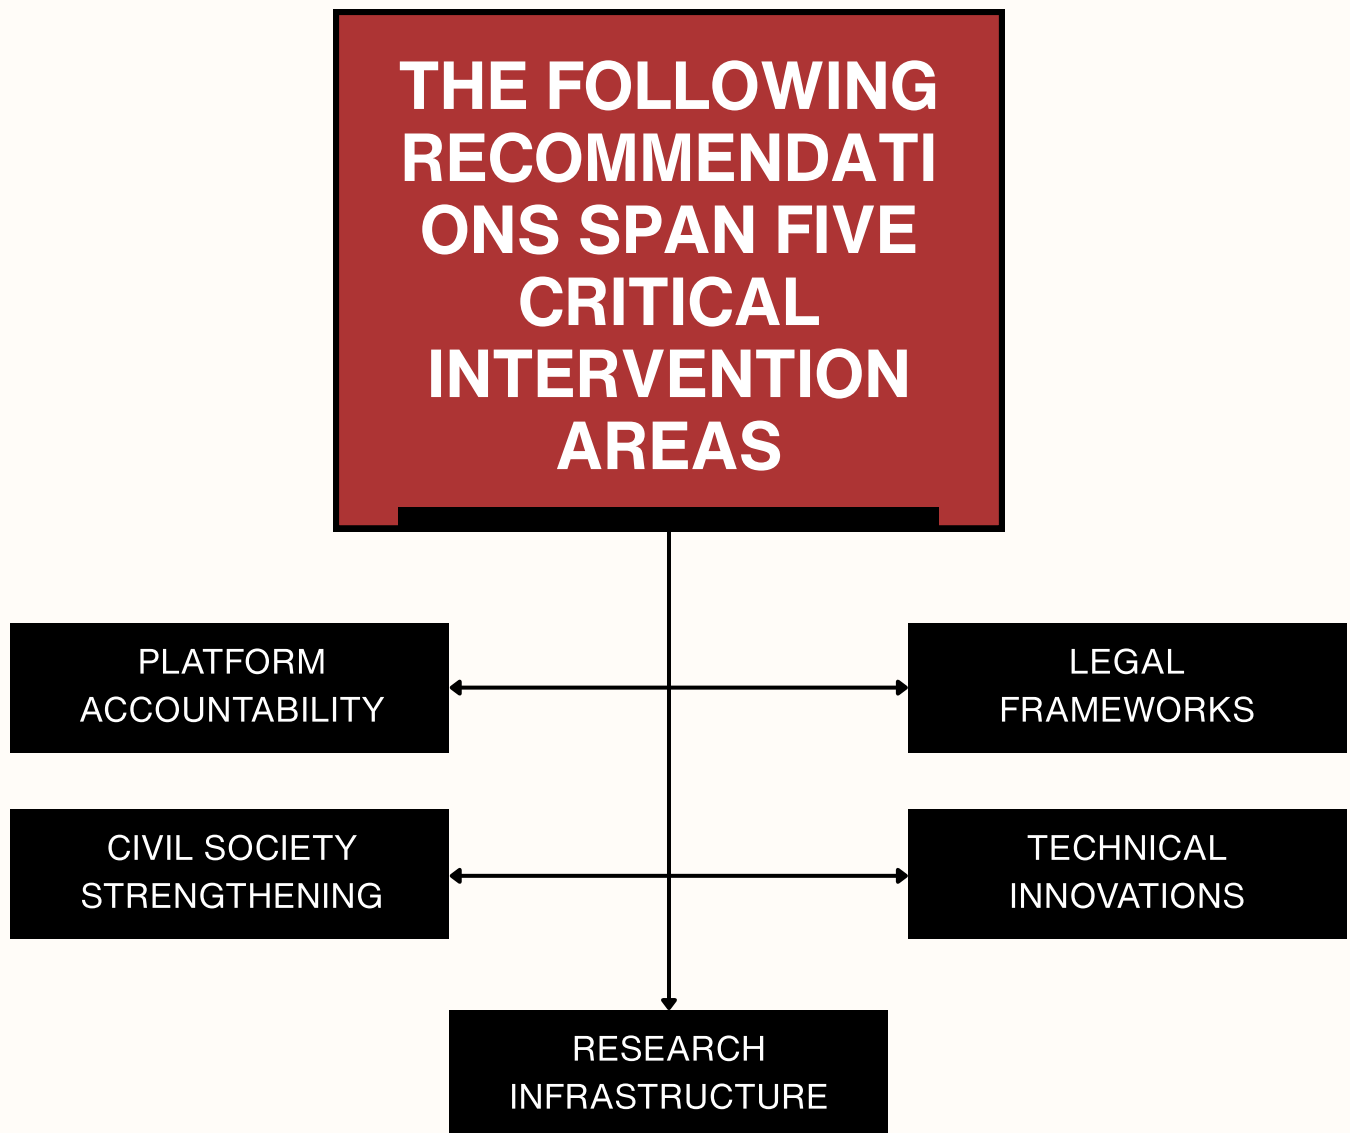 THE FOLLOWING
RECOMMENDATI
ONS SPAN FIVE
CRITICAL
INTERVENTION
AREAS
PLATFORM
ACCOUNTABILITY
LEGAL
FRAMEWORKS
CIVIL SOCIETY
STRENGTHENING
TECHNICAL
INNOVATIONS
RESEARCH
INFRASTRUCTURE